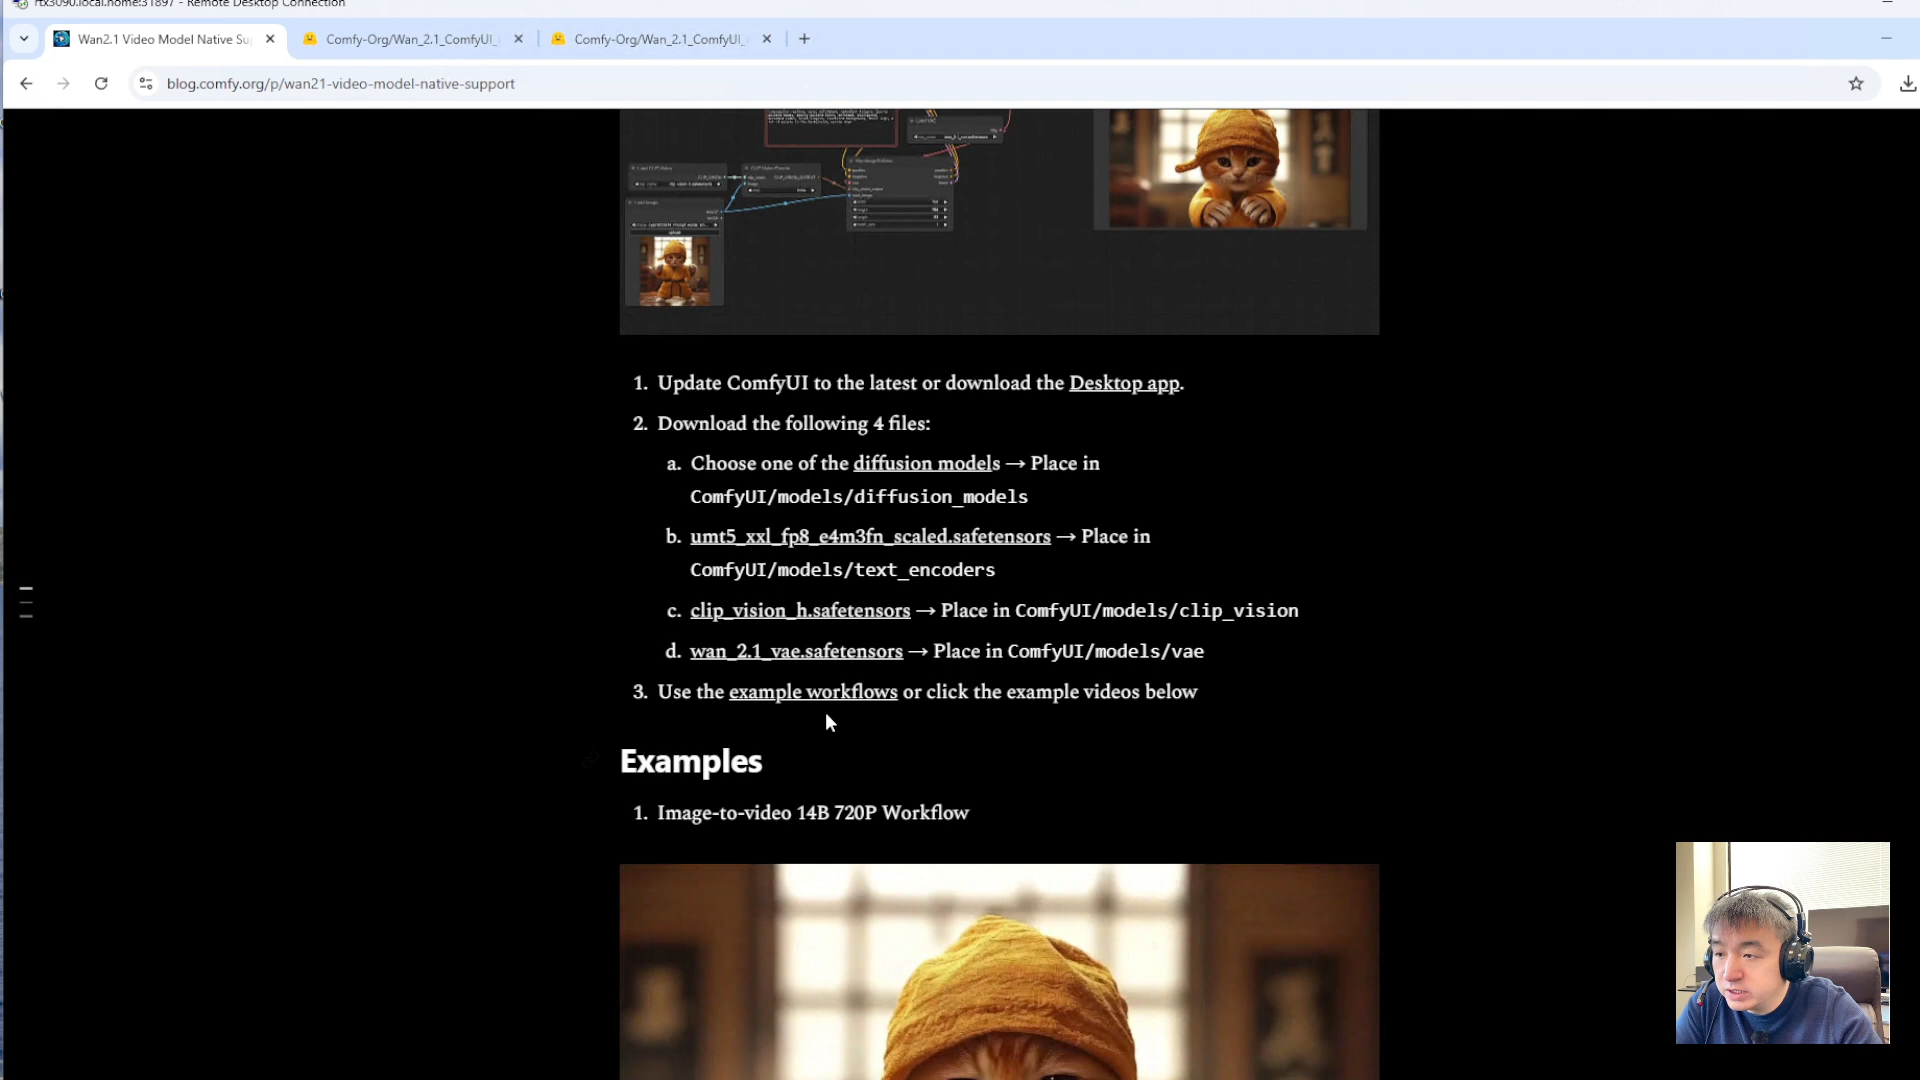 rtx3090.local.home:31897 - Remote Desktop Connection
Wan2.1 Video Model Native Su
Comfy-Org/Wan_2.1_ComfyUI_
Comfy-Org/Wan_2.1_ComfyUI_
blog.comfy.org/p/wan21-video-model-native-support
1. Update ComfyUI to the latest or download the Desktop app.
2. Download the following 4 files:
a. Choose one of the diffusion models → Place in
ComfyUI/models/diffusion_models
b. umt5_xxl_fp8_e4m3fn_scaled.safetensors → Place in
ComfyUI/models/text_encoders
c. clip_vision_h.safetensors → Place in ComfyUI/models/clip_vision
d. wan_2.1_vae.safetensors → Place in ComfyUI/models/vae
3. Use the example workflows or click the example videos below
Examples
1. Image-to-video 14B 720P Workflow